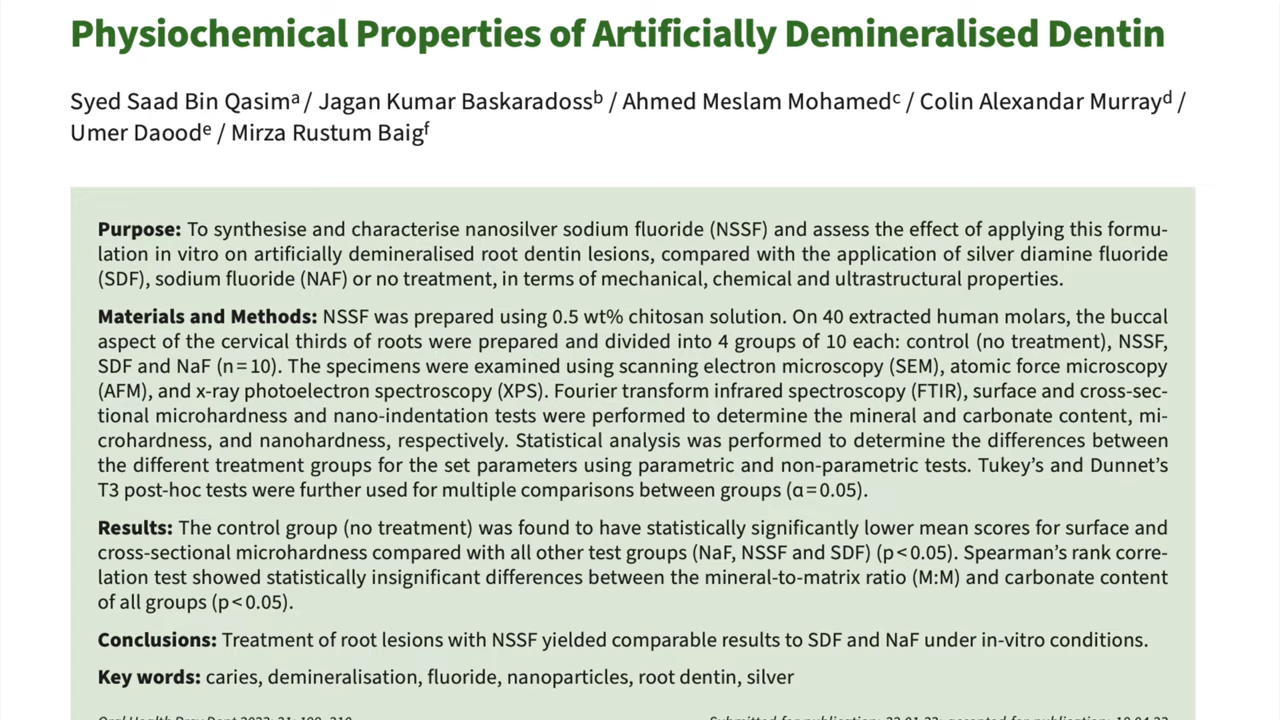 Physiochemical Properties of Artificially Demineralised Dentin
Syed Saad Bin Qasimᵃ / Jagan Kumar Baskaradossᵇ / Ahmed Meslam Mohamedᶜ / Colin Alexandar Murrayᵈ /
Umer Daoodᵉ / Mirza Rustum Baigᶠ
Purpose: To synthesise and characterise nanosilver sodium fluoride (NSSF) and assess the effect of applying this formu-
lation in vitro on artificially demineralised root dentin lesions, compared with the application of silver diamine fluoride
(SDF), sodium fluoride (NAF) or no treatment, in terms of mechanical, chemical and ultrastructural properties.
Materials and Methods: NSSF was prepared using 0.5 wt% chitosan solution. On 40 extracted human molars, the buccal
aspect of the cervical thirds of roots were prepared and divided into 4 groups of 10 each: control (no treatment), NSSF,
SDF and NaF (n=10). The specimens were examined using scanning electron microscopy (SEM), atomic force microscopy
(AFM), and x-ray photoelectron spectroscopy (XPS). Fourier transform infrared spectroscopy (FTIR), surface and cross-sec-
tional microhardness and nano-indentation tests were performed to determine the mineral and carbonate content, mi-
crohardness, and nanohardness, respectively. Statistical analysis was performed to determine the differences between
the different treatment groups for the set parameters using parametric and non-parametric tests. Tukey's and Dunnet's
T3 post-hoc tests were further used for multiple comparisons between groups (α=0.05).
Results: The control group (no treatment) was found to have statistically significantly lower mean scores for surface and
cross-sectional microhardness compared with all other test groups (NaF, NSSF and SDF) (p<0.05). Spearman's rank corre-
lation test showed statistically insignificant differences between the mineral-to-matrix ratio (M:M) and carbonate content
of all groups (p<0.05).
Conclusions: Treatment of root lesions with NSSF yielded comparable results to SDF and NaF under in-vitro conditions.
Key words: caries, demineralisation, fluoride, nanoparticles, root dentin, silver